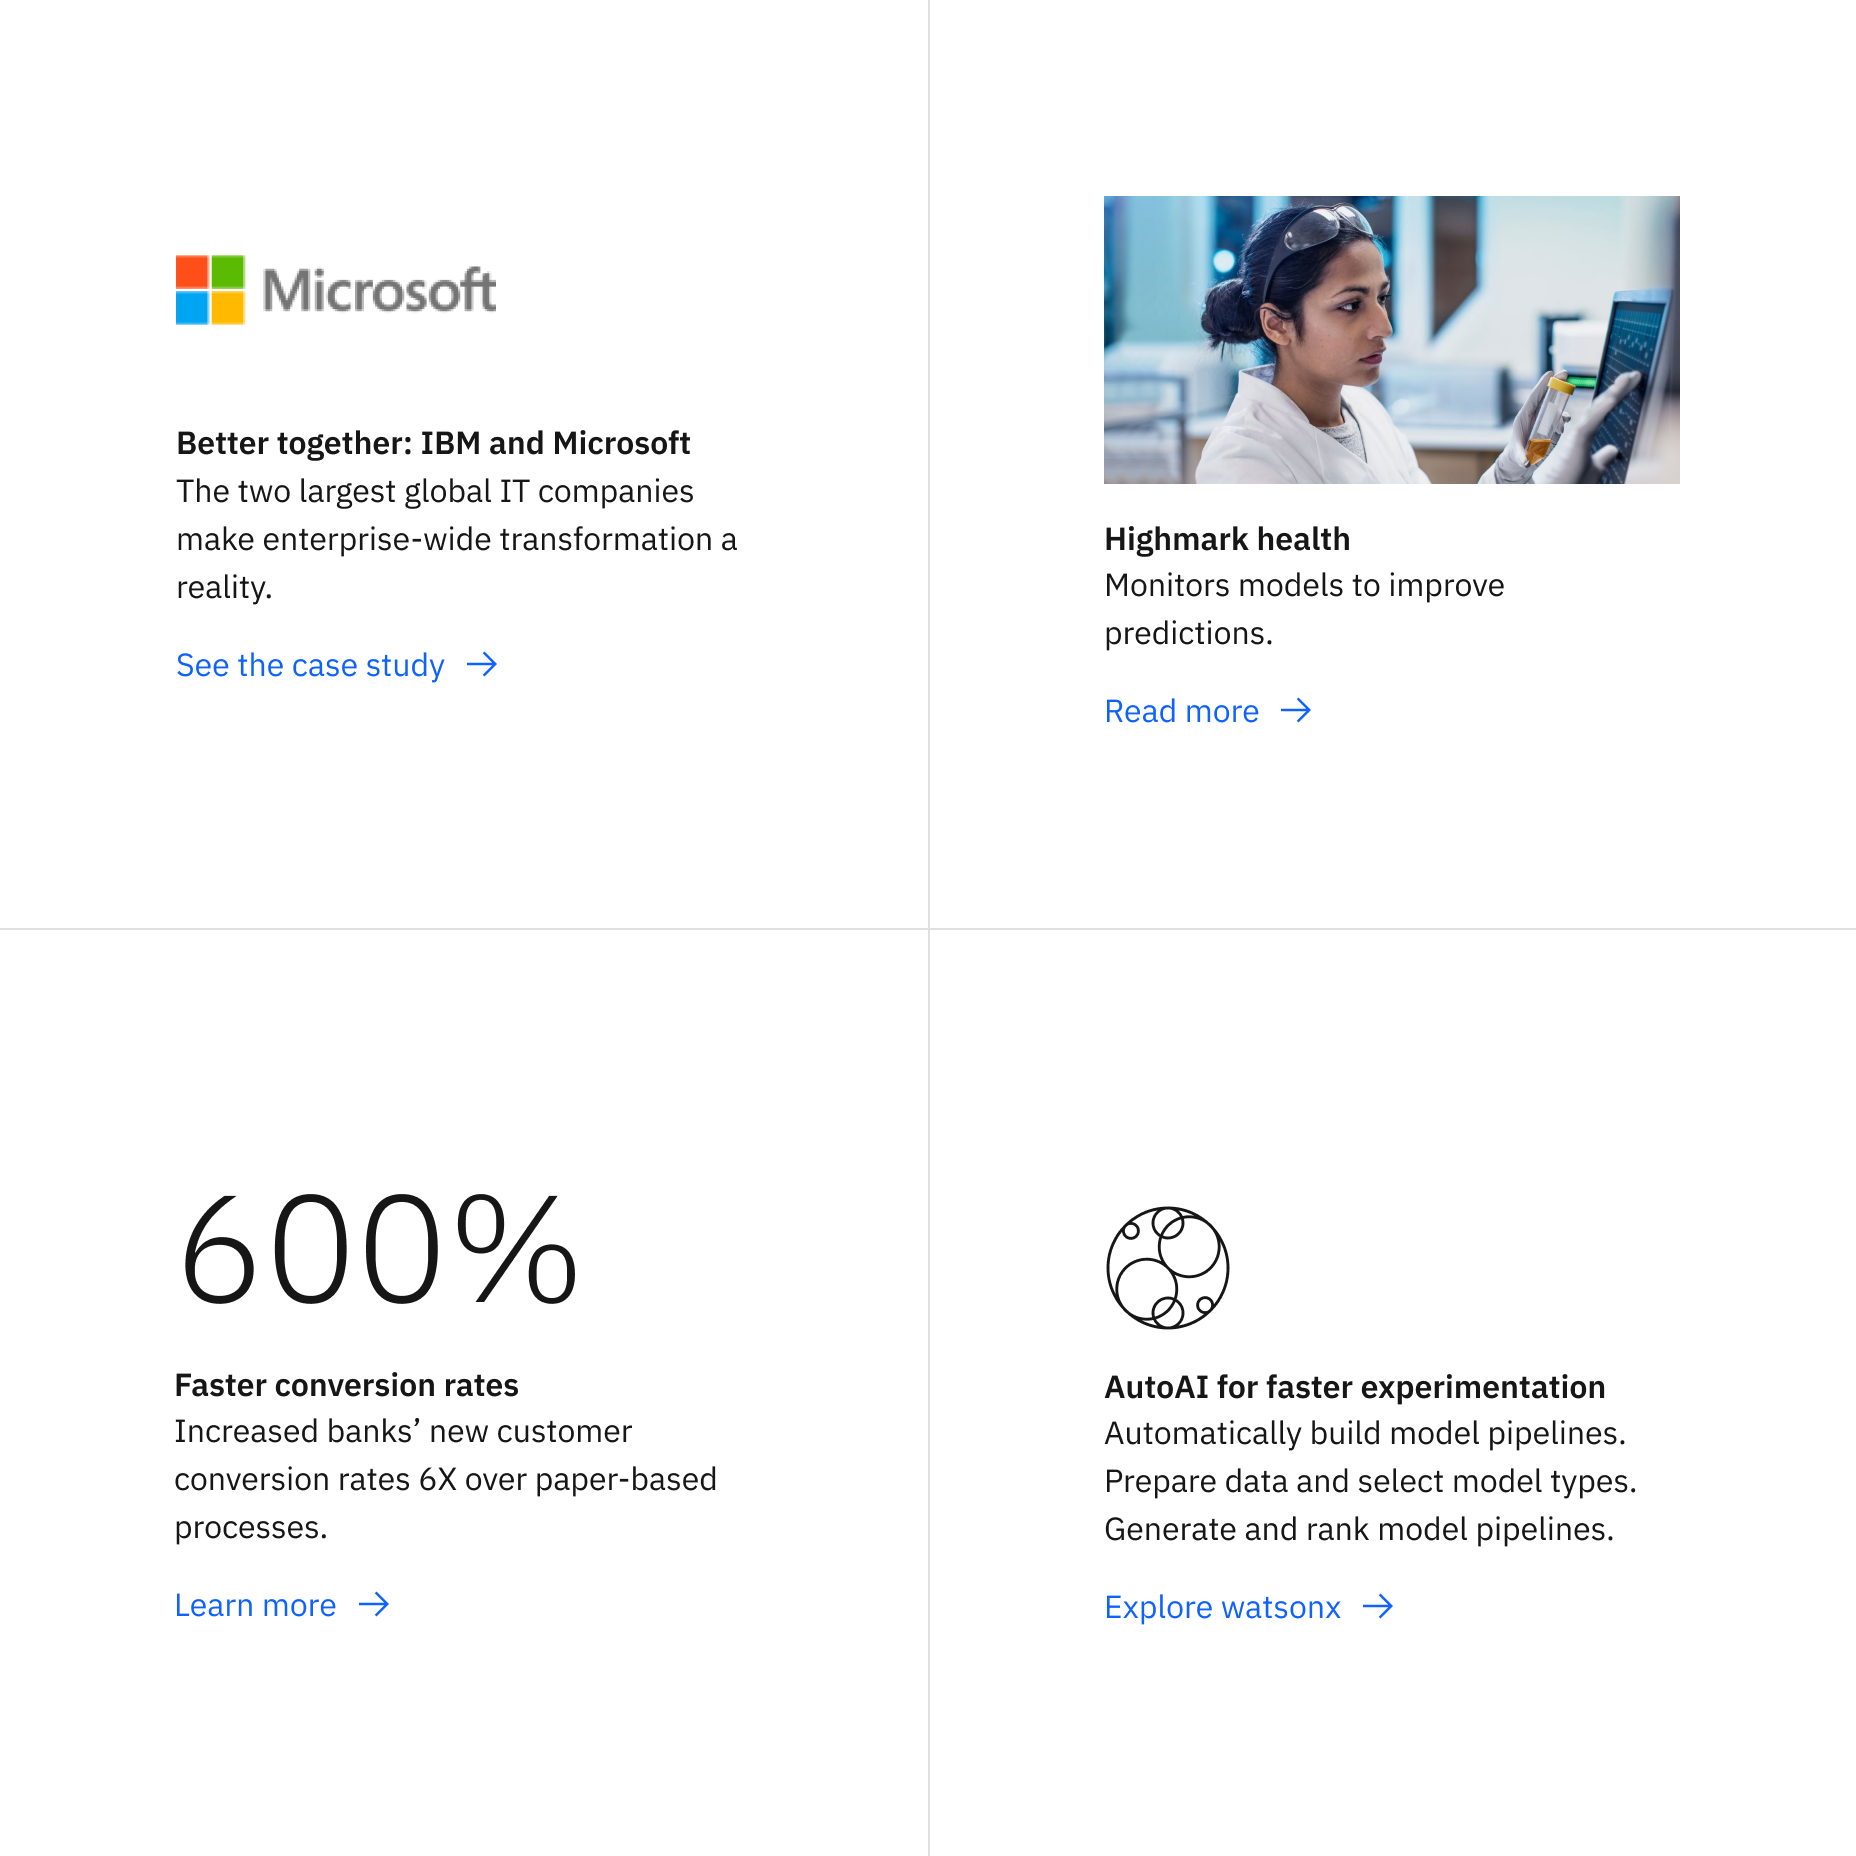 Microsoft
Better together: IBM and Microsoft
The two largest global IT companies
make enterprise-wide transformation a
reality.
See the case study →
Highmark health
Monitors models to improve
predictions.
Read more →
600%
Faster conversion rates
Increased banks’ new customer
conversion rates 6X over paper-based
processes.
Learn more →
AutoAI for faster experimentation
Automatically build model pipelines.
Prepare data and select model types.
Generate and rank model pipelines.
Explore watsonx →